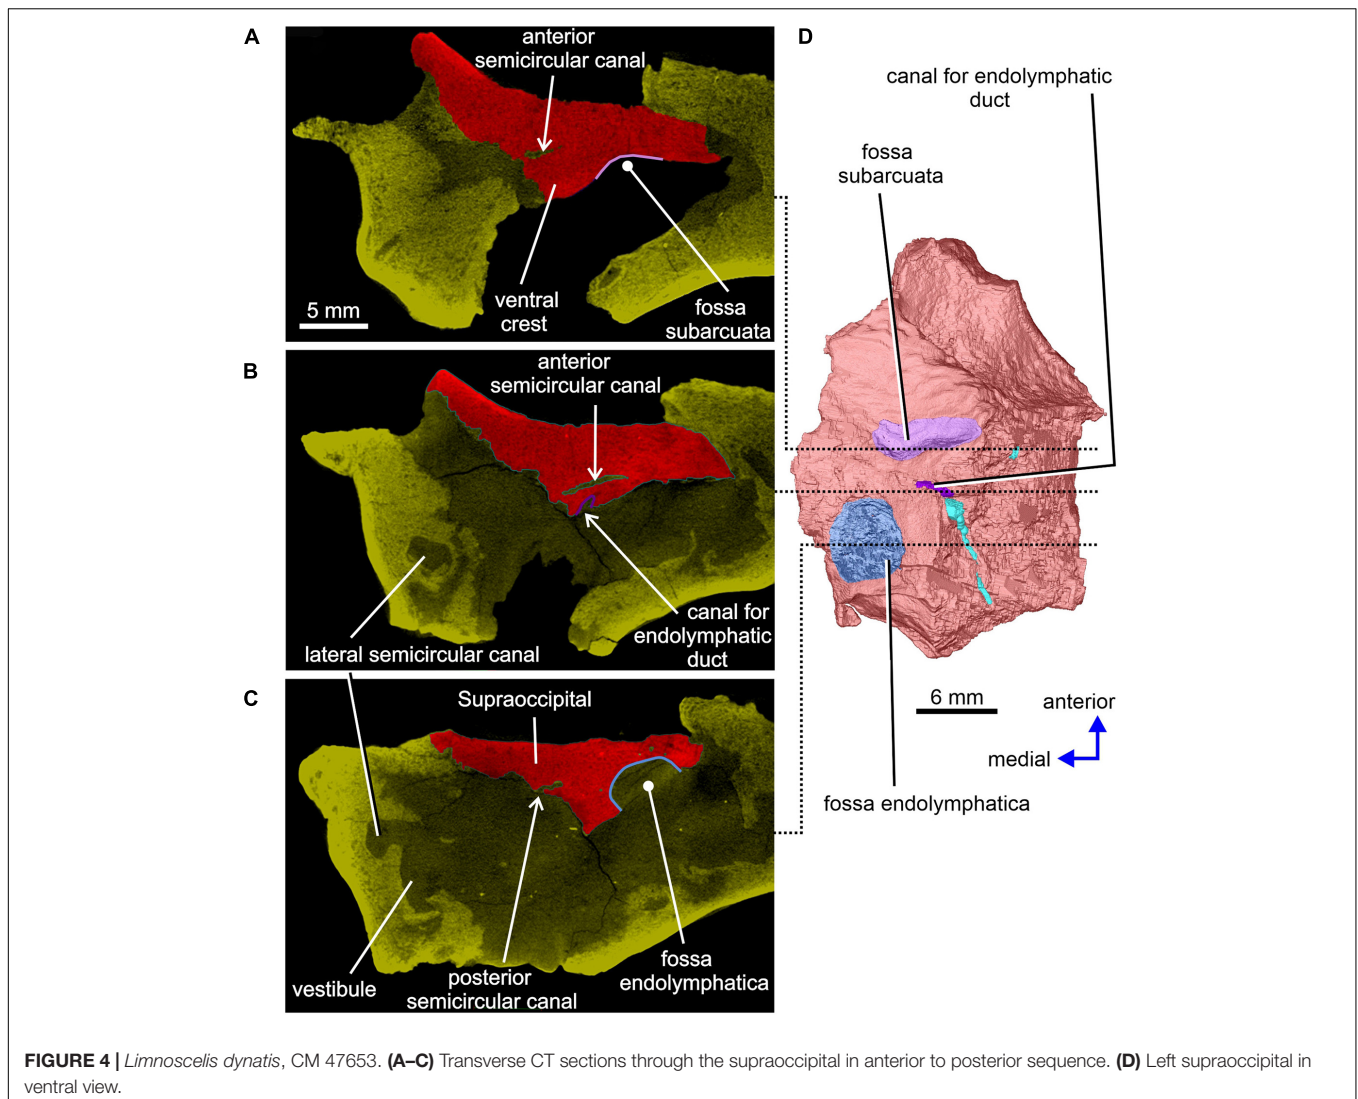 A
anterior
semicircular canal
5 mm
ventral
crest
fossa
subarcuata
B
anterior
semicircular canal
lateral semicircular canal
canal for
endolymphatic
duct
C
Supraoccipital
vestibule
posterior
semicircular canal
fossa
endolymphatica
D
canal for endolymphatic
duct
fossa
subarcuata
6 mm
anterior
medial
fossa endolymphatica
FIGURE 4 | Limnoscelis dynatis, CM 47653. (A–C) Transverse CT sections through the supraoccipital in anterior to posterior sequence. (D) Left supraoccipital in
ventral view.